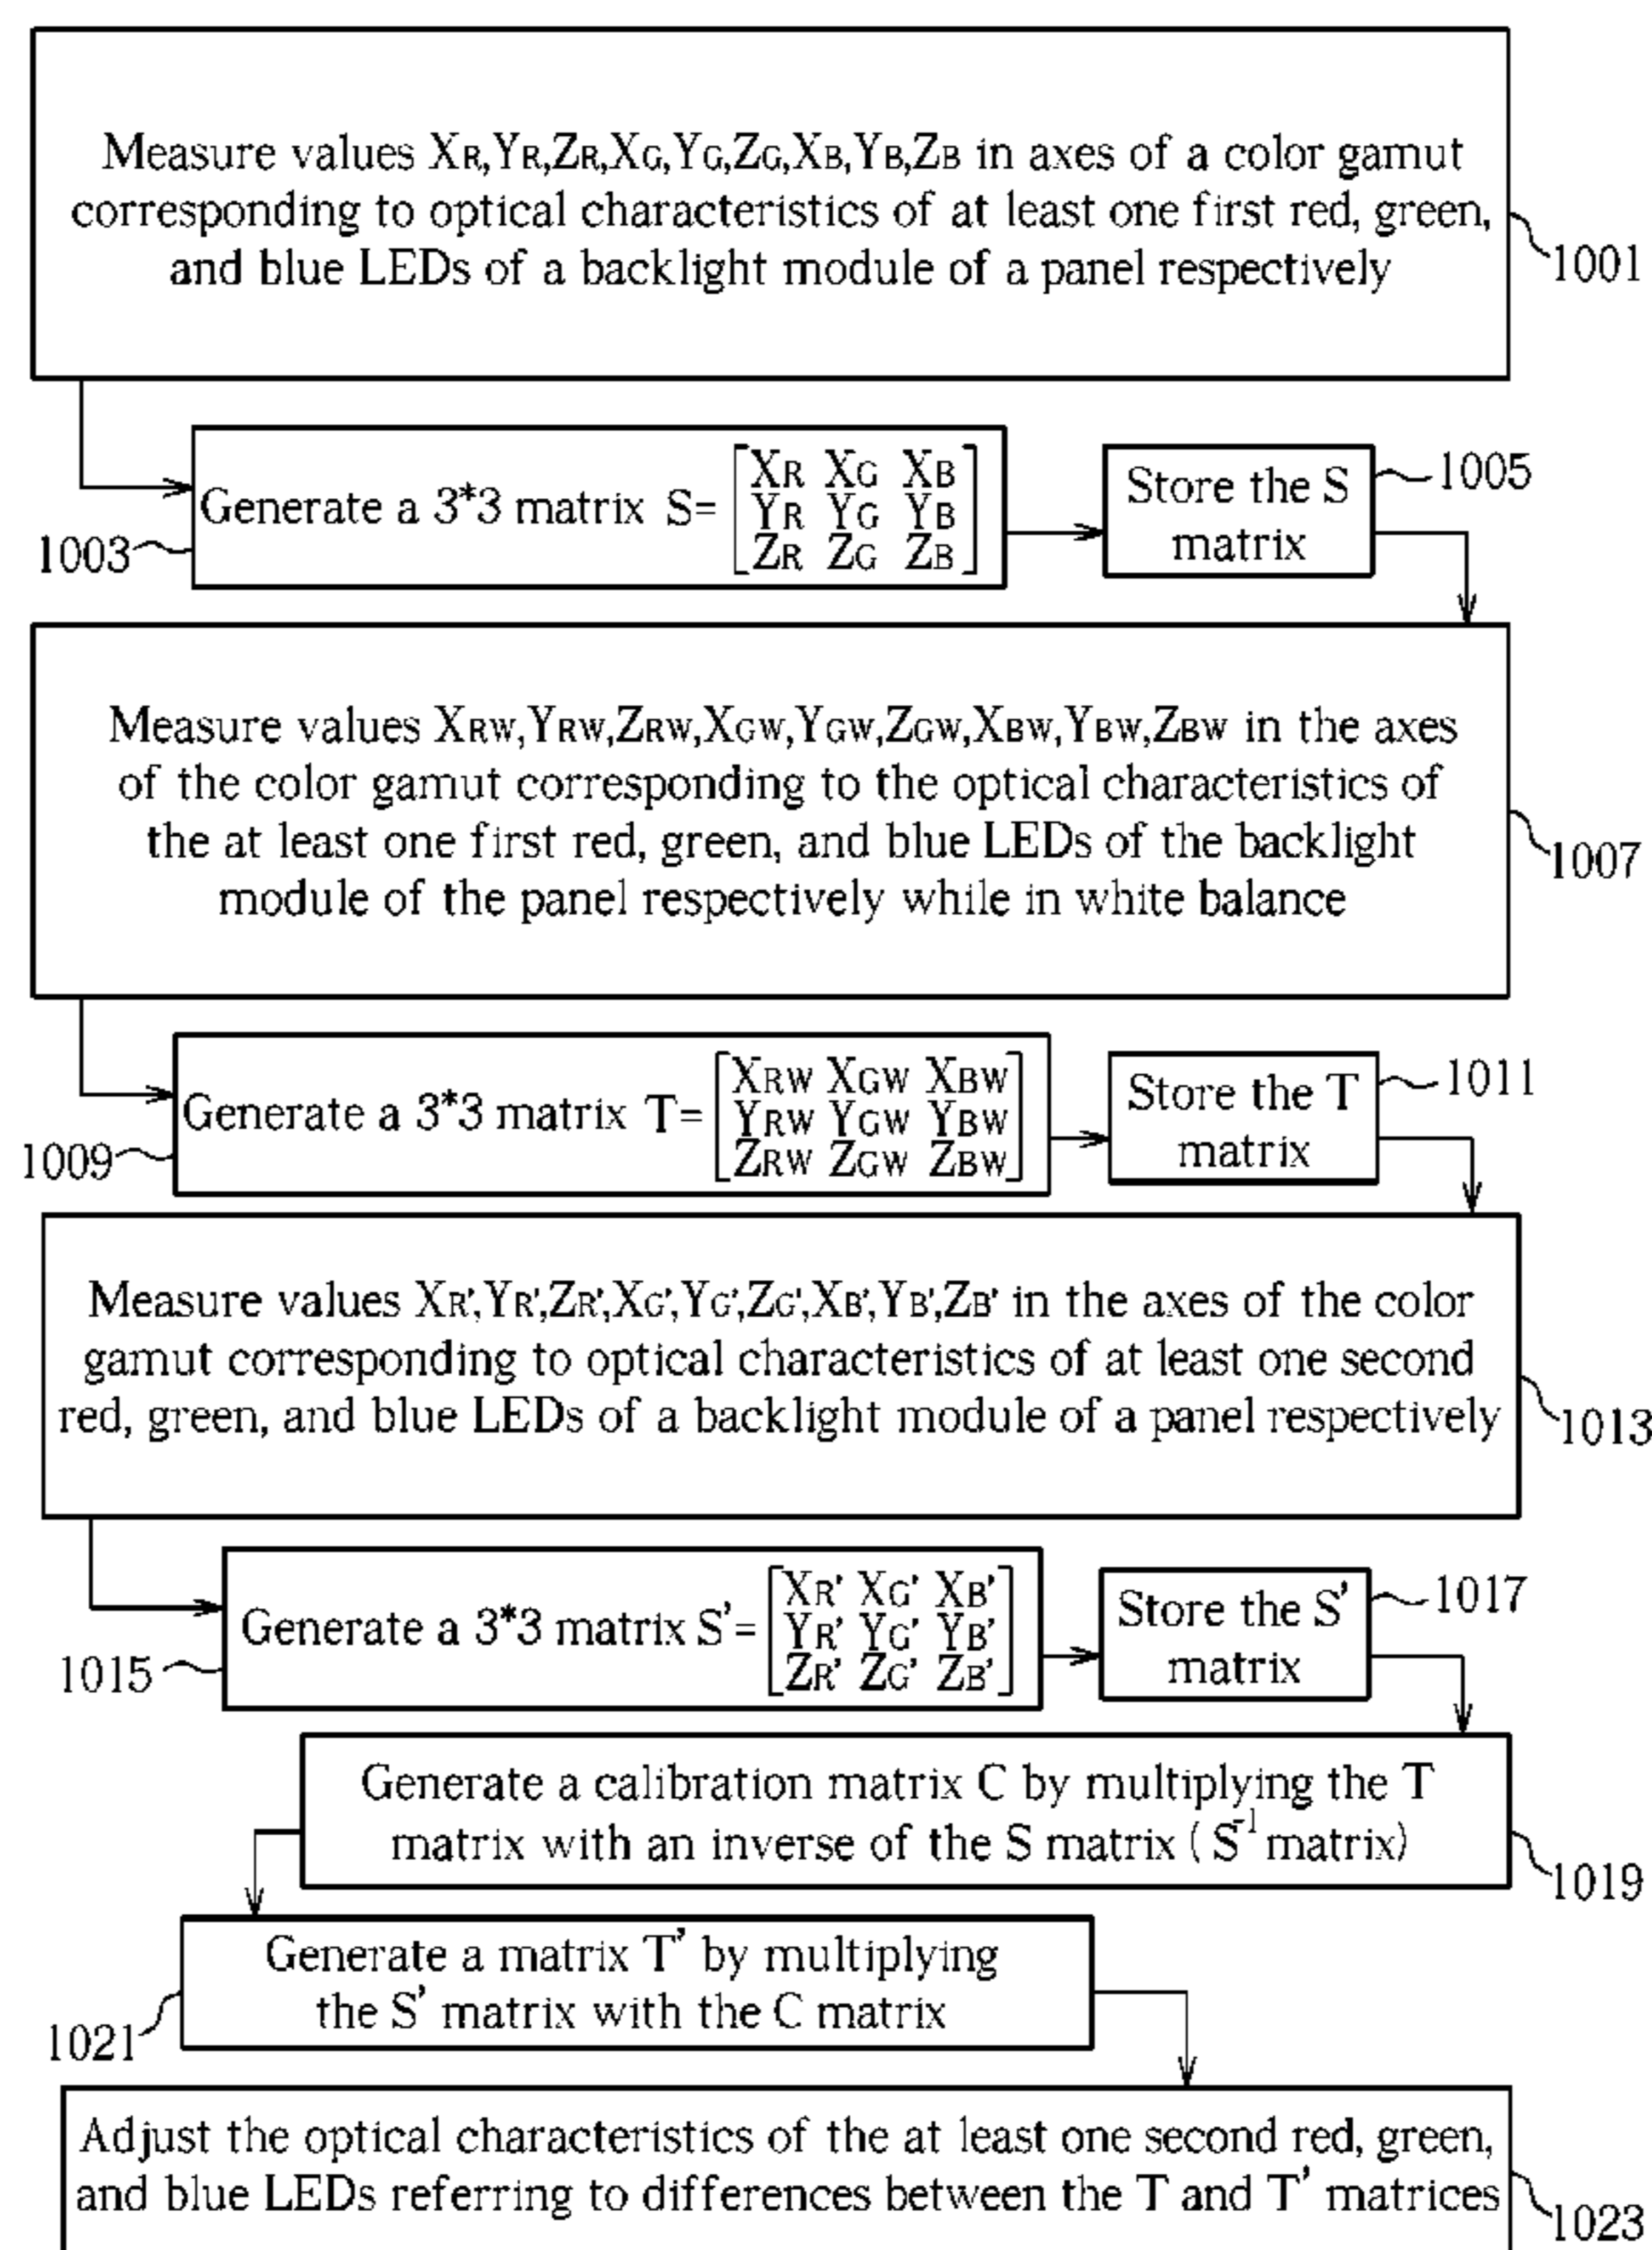 Measure values XR,YR,ZR,XG,YG,ZG,XB,YB,ZB in axes of a color gamut
corresponding to optical characteristics of at least one first red, green,
and blue LEDs of a backlight module of a panel respectively
1001
Generate a 3*3 matrix S=
XR XG XB
YR YG YB
ZR ZG ZB
1003
Store the S
matrix
1005
Measure values XRW,YRW,ZRW,XGW,YGW,ZGW,XBW,YBW,ZBW in the axes
of the color gamut corresponding to the optical characteristics of
the at least one first red, green, and blue LEDs of the backlight
module of the panel respectively while in white balance
1007
Generate a 3*3 matrix T=
XRW XGW XBW
YRW YGW YBW
ZRW ZGW ZBW
1009
Store the T
matrix
1011
Measure values XR',YR',ZR',XG',YG',ZG',XB',YB',ZB' in the axes of the color
gamut corresponding to optical characteristics of at least one second
red, green, and blue LEDs of a backlight module of a panel respectively
1013
Generate a 3*3 matrix S'=
XR' XG' XB'
YR' YG' YB'
ZR' ZG' ZB'
1015
Store the S'
matrix
1017
Generate a calibration matrix C by multiplying the T
matrix with an inverse of the S matrix ( S⁻¹ matrix)
1019
Generate a matrix T' by multiplying
the S' matrix with the C matrix
1021
Adjust the optical characteristics of the at least one second red, green,
and blue LEDs referring to differences between the T and T' matrices
1023